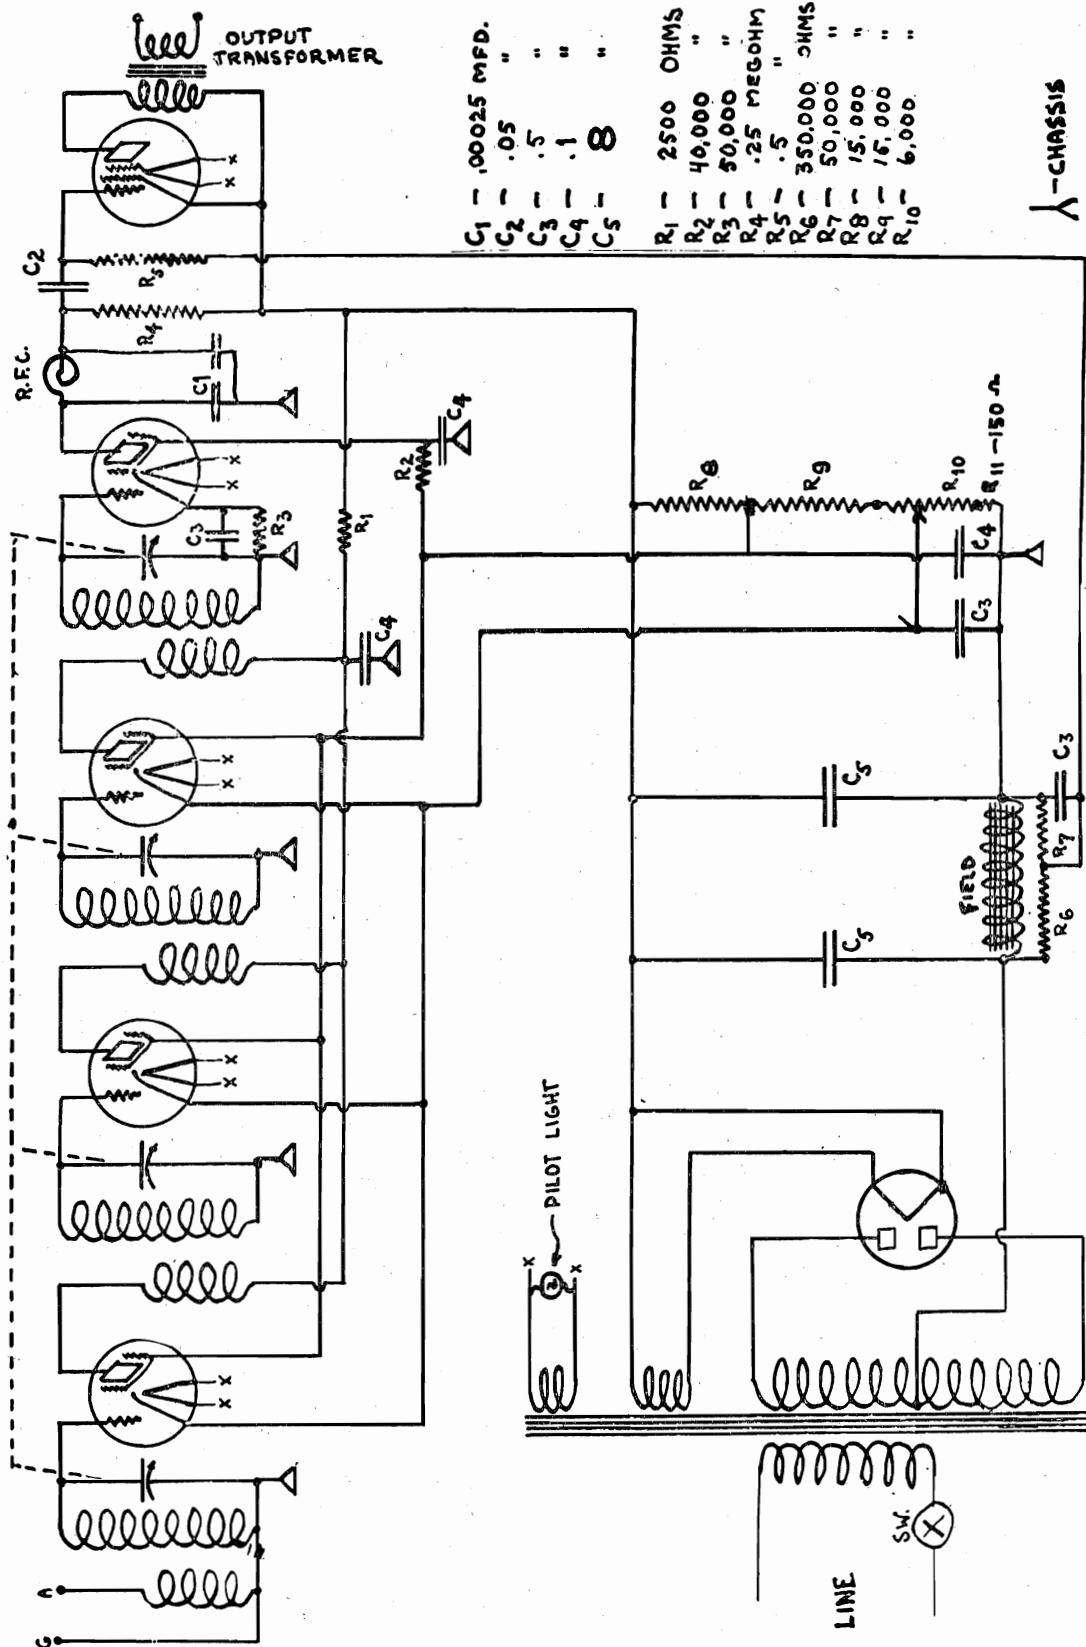 OUTPUT
TRANSFORMER
C1 - .00025 MFD.
C2 - .05 "
C3 - .5 "
C4 - .1 "
C5 - 8 "
R1 - 2500 OHMS
R2 - 40,000 "
R3 - 50,000 "
R4 - .25 MEGOHM
R5 - .5 "
R6 - 350.000 OHMS
R7 - 50,000 "
R8 - 15.000 "
R9 - 15,000 "
R10 - 6,000 "
-CHASSIS
C2
R5
R4
R.F.C.
C1
x
x
x
x
C4
R2
C3
R3
R1
C4
x
x
x
x
x
x
R8
R9
R10
R11-150 Ω
C4
C3
C5
C5
C3
FIELD
R7
R6
PILOT LIGHT
x
x
SW.
LINE
A
G